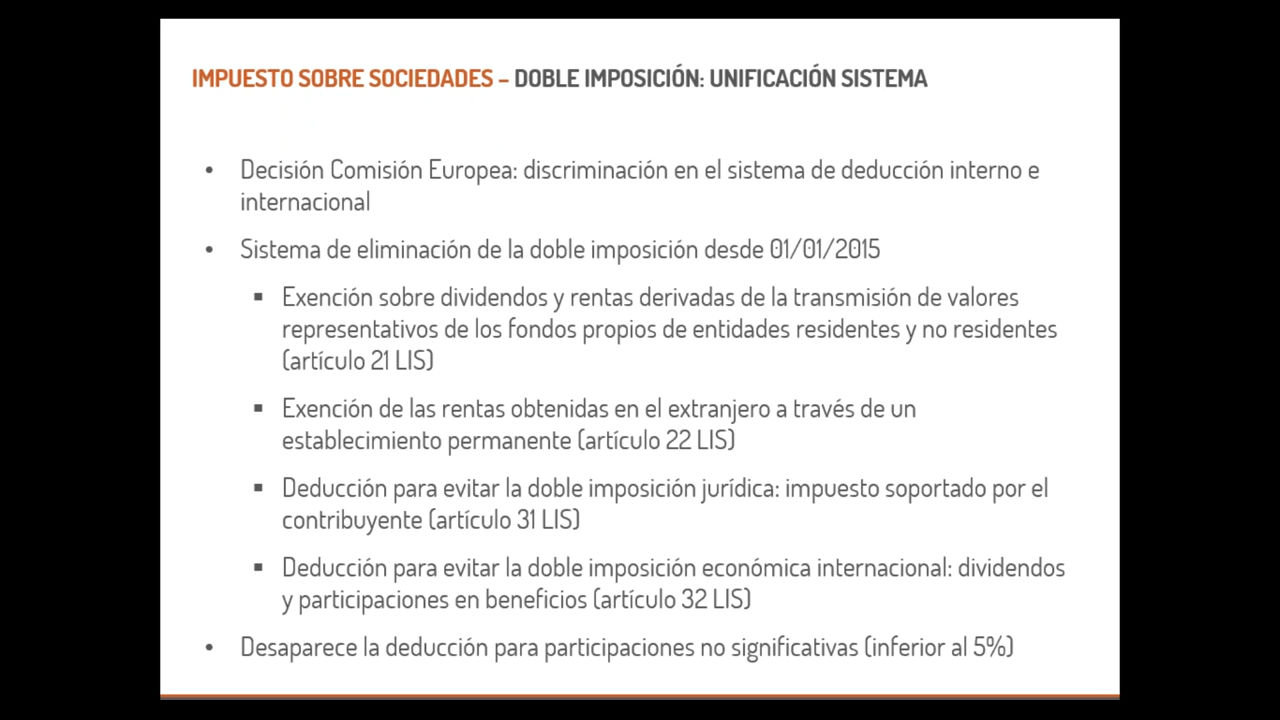 IMPUESTO SOBRE SOCIEDADES – DOBLE IMPOSICIÓN: UNIFICACIÓN SISTEMA
• Decisión Comisión Europea: discriminación en el sistema de deducción interno e
internacional
• Sistema de eliminación de la doble imposición desde 01/01/2015
▪ Exención sobre dividendos y rentas derivadas de la transmisión de valores
representativos de los fondos propios de entidades residentes y no residentes
(artículo 21 LIS)
▪ Exención de las rentas obtenidas en el extranjero a través de un
establecimiento permanente (artículo 22 LIS)
▪ Deducción para evitar la doble imposición jurídica: impuesto soportado por el
contribuyente (artículo 31 LIS)
▪ Deducción para evitar la doble imposición económica internacional: dividendos
y participaciones en beneficios (artículo 32 LIS)
• Desaparece la deducción para participaciones no significativas (inferior al 5%)